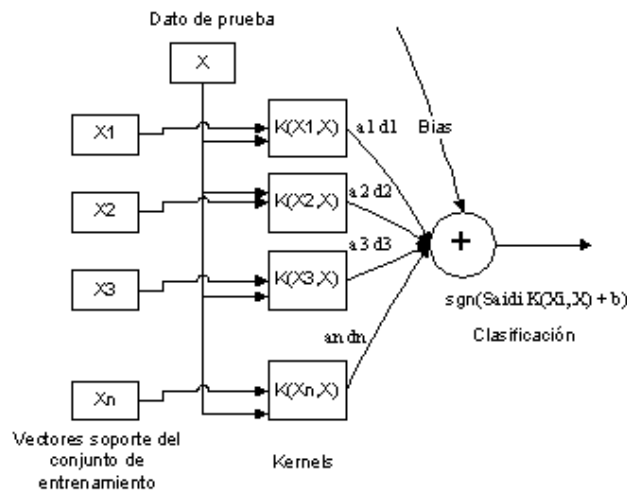 Dato de prueba
X
X1
K(X1,X)
a1 d1
Bias
X2
K(X2,X)
a2 d2
+
X3
K(X3,X)
a3 d3
sgn(Saidi K(Xi,X) + b)
Clasificación
an dn
Xn
K(Xn,X)
Vectores soporte del
conjunto de
entrenamiento
Kernels